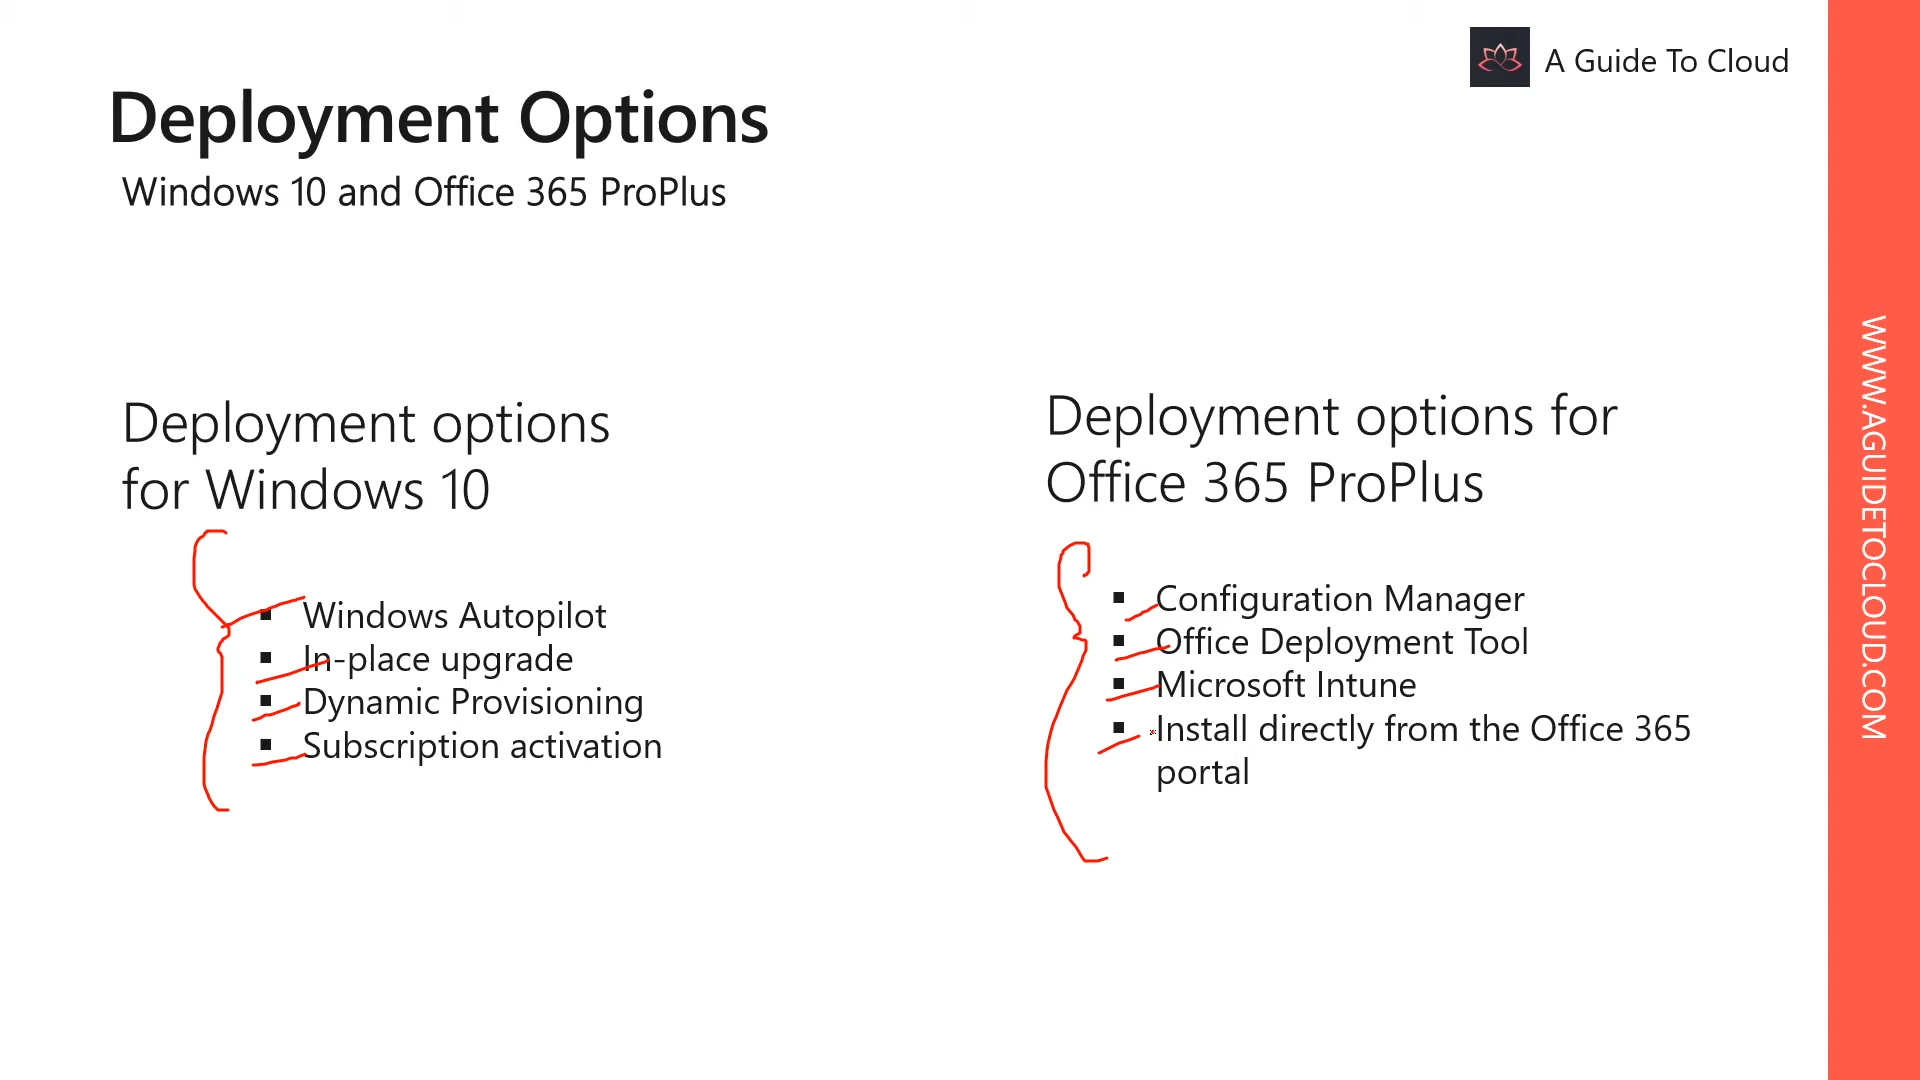 A Guide To Cloud
Deployment Options
Windows 10 and Office 365 ProPlus
Deployment options
for Windows 10
▪ Windows Autopilot
▪ In-place upgrade
▪ Dynamic Provisioning
▪ Subscription activation
Deployment options for
Office 365 ProPlus
▪ Configuration Manager
▪ Office Deployment Tool
▪ Microsoft Intune
▪ Install directly from the Office 365
portal
WWW.AGUIDETOCLOUD.COM